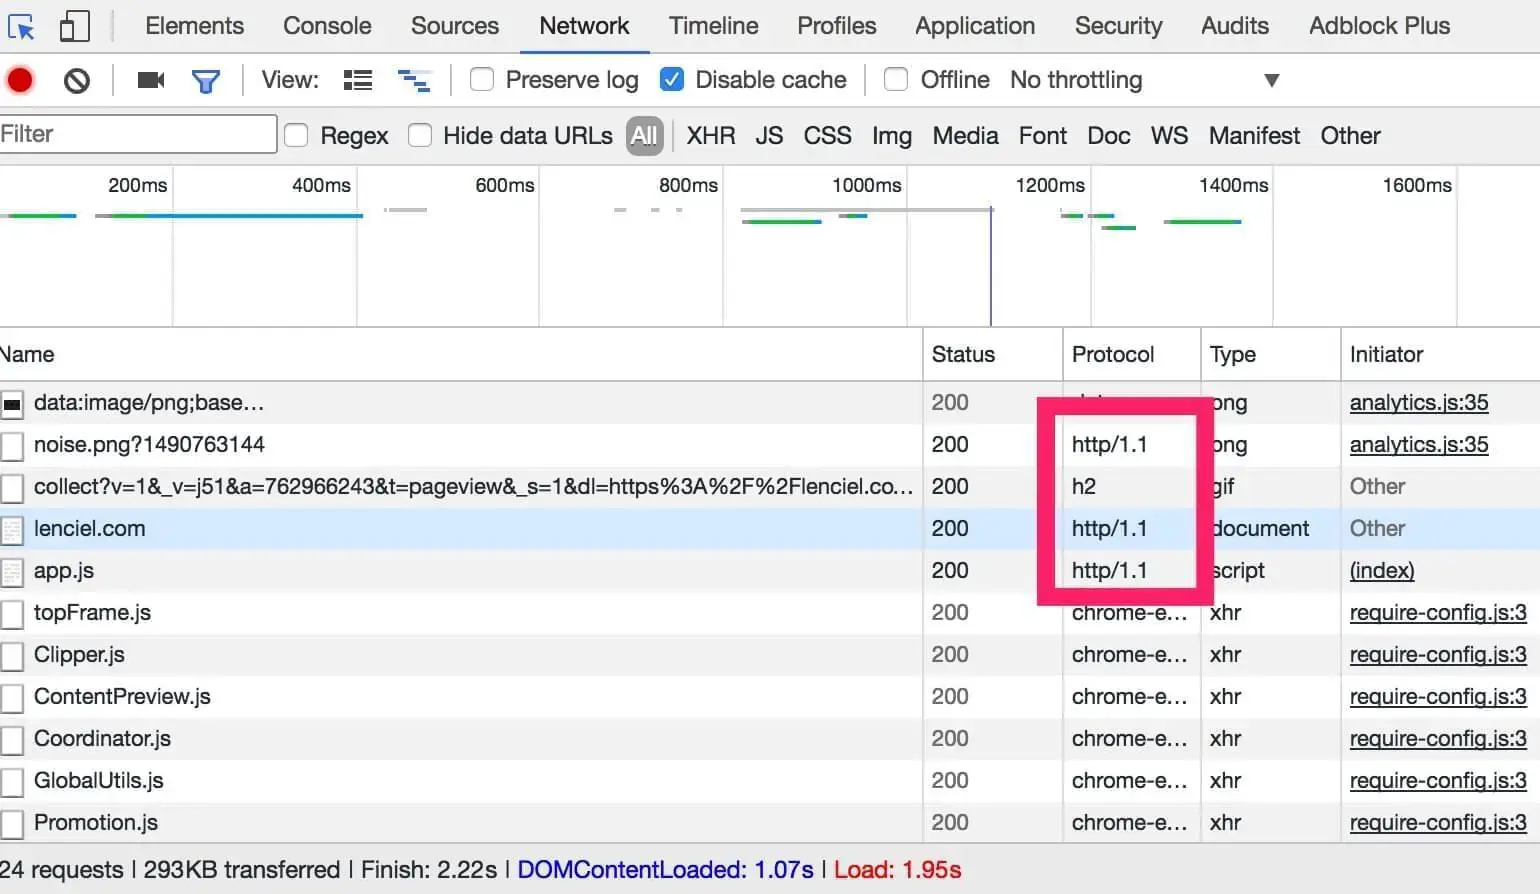 Elements Console Sources Network Timeline Profiles Application Security Audits Adblock Plus
View: Preserve log Disable cache Offline No throttling
Filter Regex Hide data URLs All XHR JS CSS Img Media Font Doc WS Manifest Other
200ms 400ms 600ms 800ms 1000ms 1200ms 1400ms 1600ms
Name Status Protocol Type Initiator
data:image/png;base… 200 png analytics.js:35
noise.png?1490763144 200 http/1.1 png analytics.js:35
collect?v=1&_v=j51&a=762966243&t=pageview&_s=1&dl=https%3A%2F%2Flenciel.co… 200 h2 gif Other
lenciel.com 200 http/1.1 document Other
app.js 200 http/1.1 script (index)
topFrame.js 200 chrome-e… xhr require-config.js:3
Clipper.js 200 chrome-e… xhr require-config.js:3
ContentPreview.js 200 chrome-e… xhr require-config.js:3
Coordinator.js 200 chrome-e… xhr require-config.js:3
GlobalUtils.js 200 chrome-e… xhr require-config.js:3
Promotion.js 200 chrome-e… xhr require-config.js:3
24 requests | 293KB transferred | Finish: 2.22s | DOMContentLoaded: 1.07s | Load: 1.95s